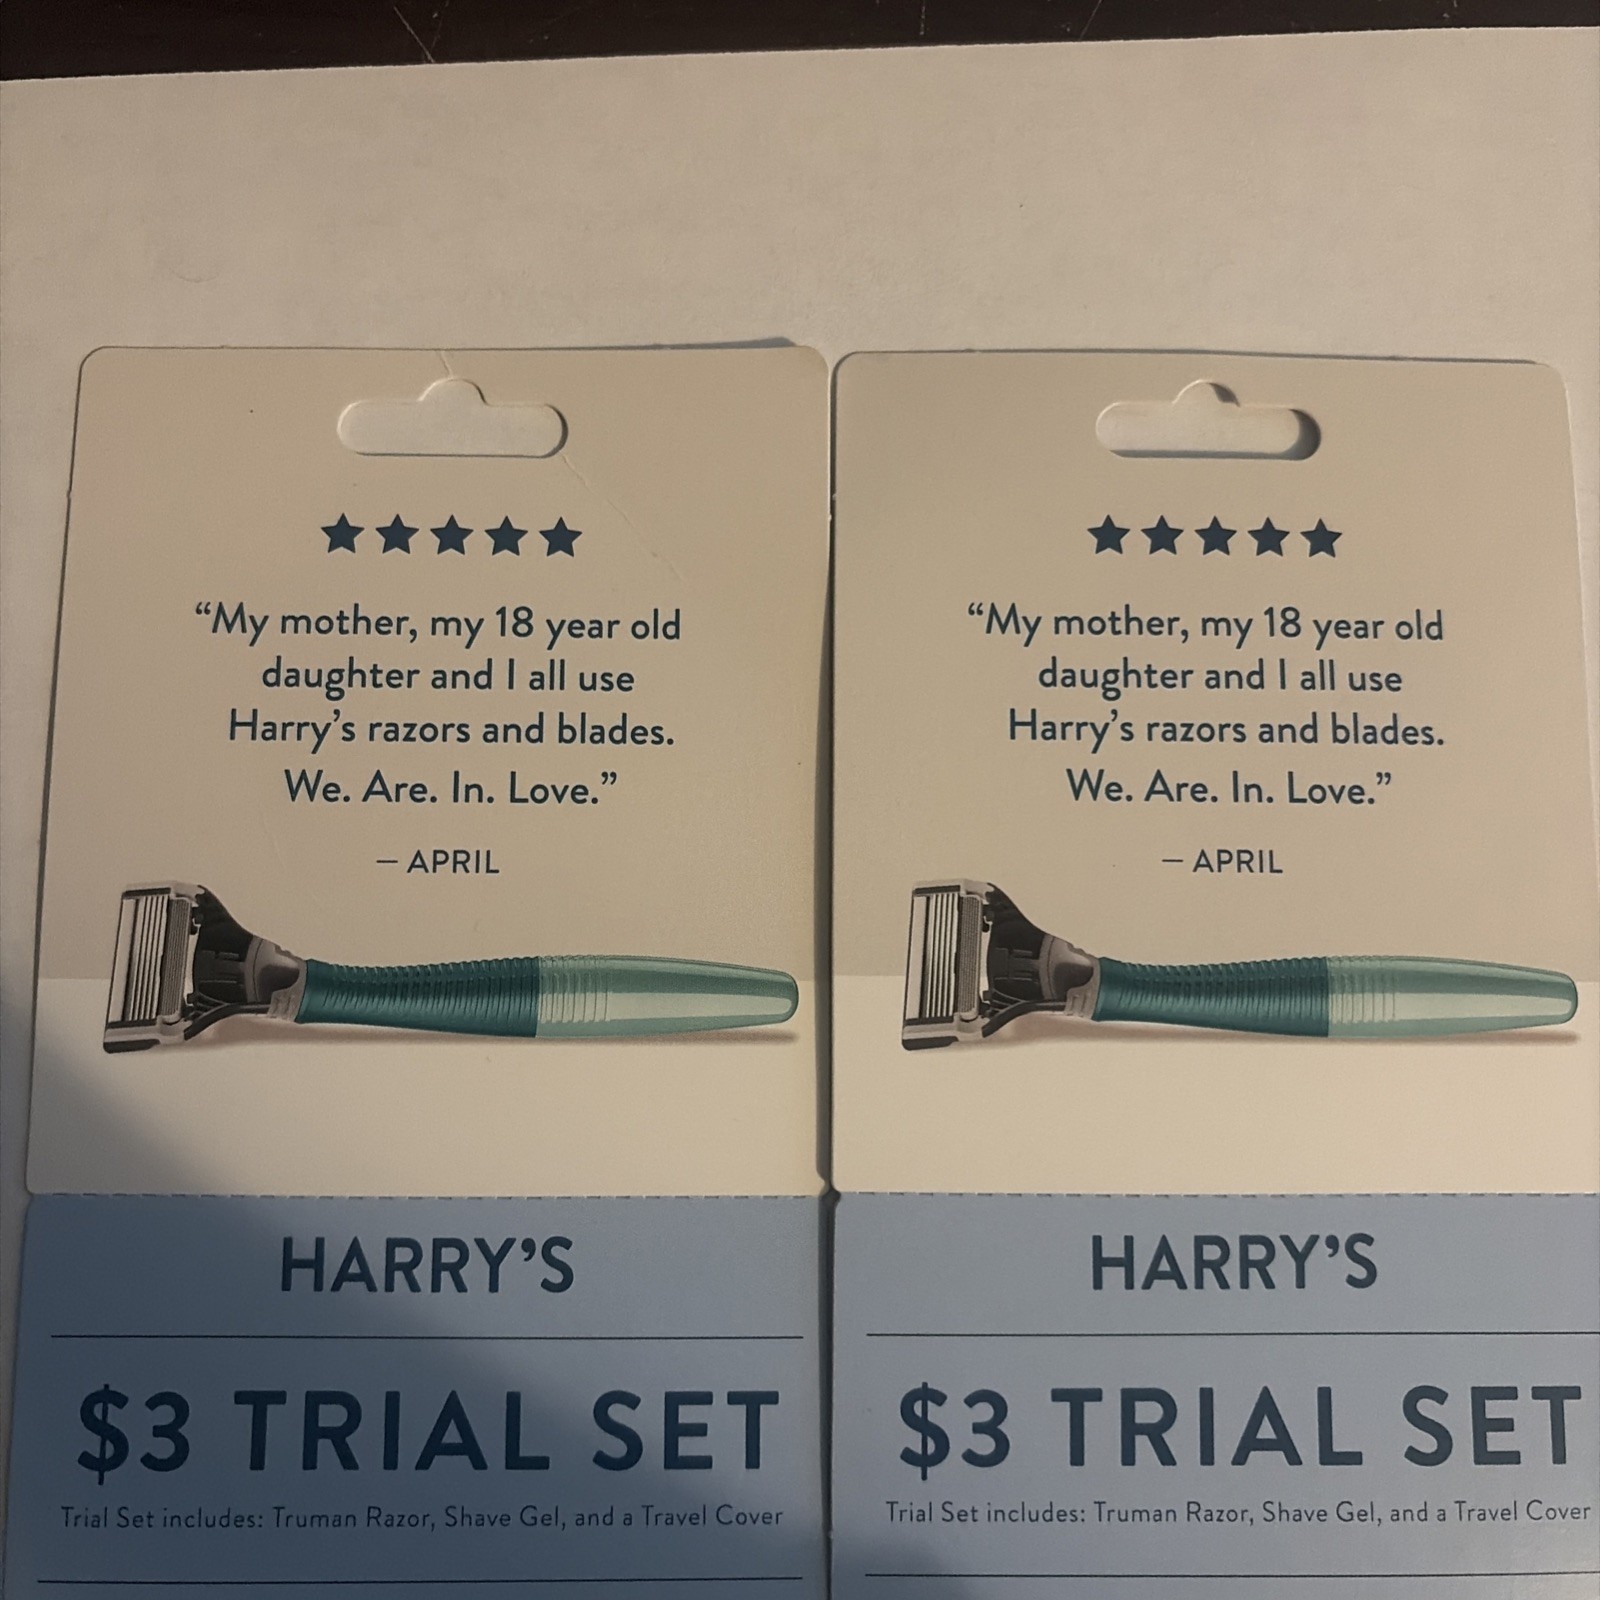 ★★★★★
“My mother, my 18 year old
daughter and I all use
Harry’s razors and blades.
We. Are. In. Love.”
– APRIL
HARRY’S
$3 TRIAL SET
Trial Set includes: Truman Razor, Shave Gel, and a Travel Cover
★★★★★
“My mother, my 18 year old
daughter and I all use
Harry’s razors and blades.
We. Are. In. Love.”
– APRIL
HARRY’S
$3 TRIAL SET
Trial Set includes: Truman Razor, Shave Gel, and a Travel Cover